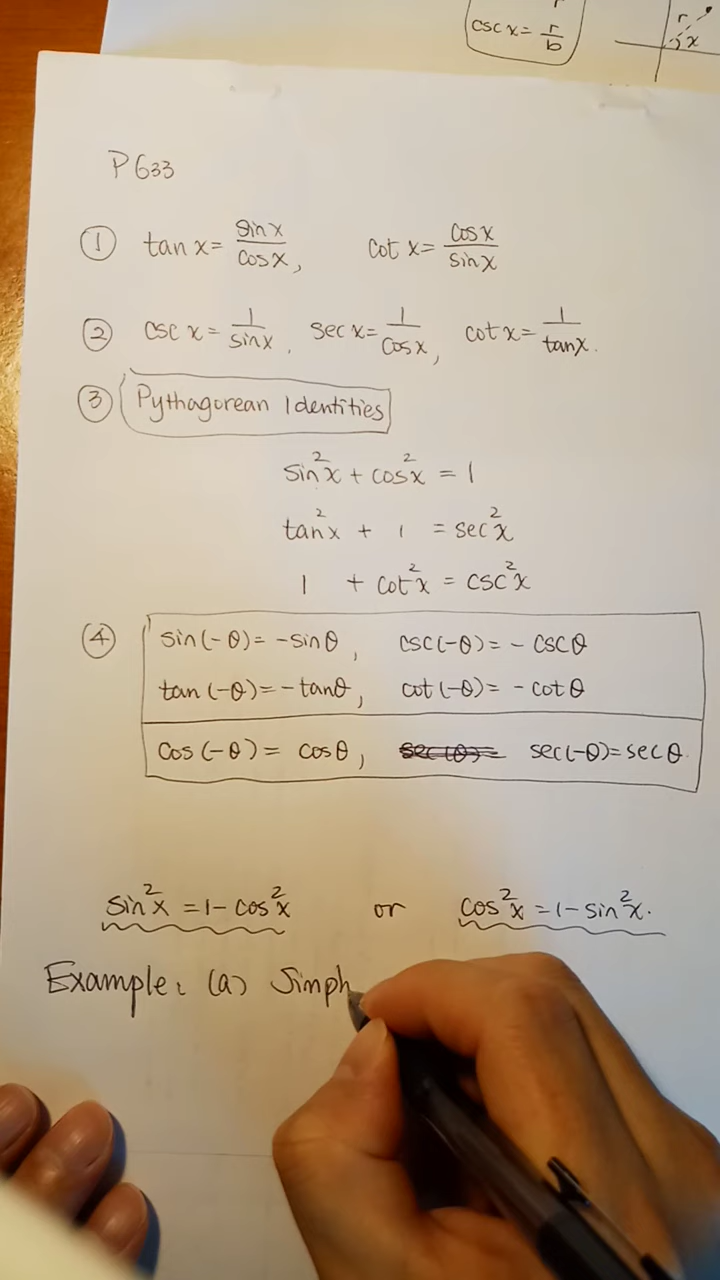 csc x = r/b
r
x
P633
① tan x = sin x / cos x, cot x = cos x / sin x
② csc x = 1 / sin x, sec x = 1 / cos x, cot x = 1 / tan x.
③ Pythagorean Identities
sin²x + cos²x = 1
tan²x + 1 = sec²x
1 + cot²x = csc²x
④ sin(-θ) = -sinθ, csc(-θ) = - cscθ
tan(-θ) = -tanθ, cot(-θ) = - cotθ
cos(-θ) = cosθ, sec(-θ) = secθ.
sin²x = 1 - cos²x or cos²x = 1 - sin²x.
Example: (a) Simpl